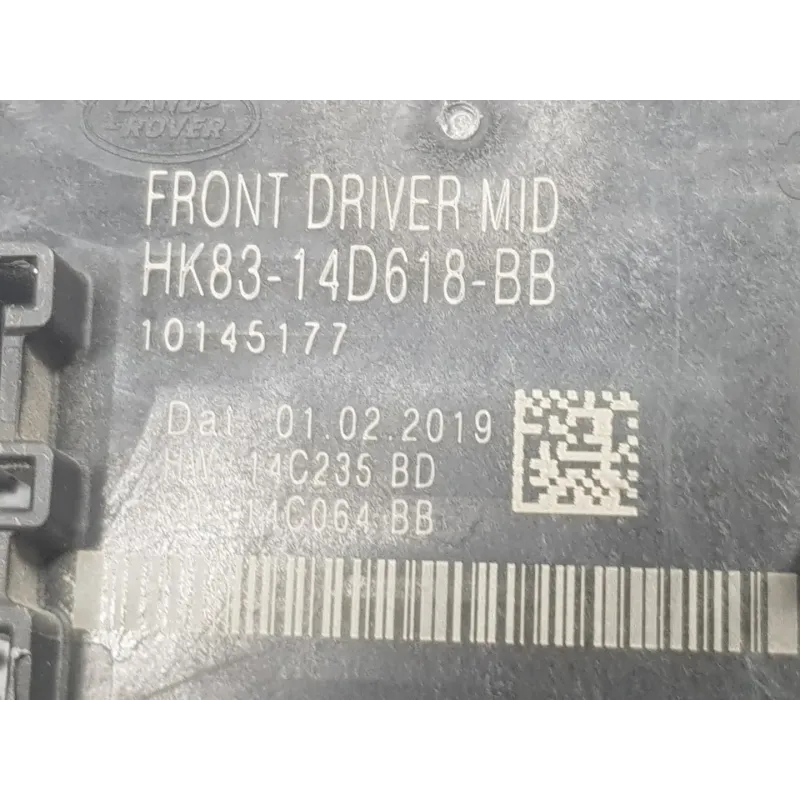 LAND
ROVER
FRONT DRIVER MID
HK83-14D618-BB
10145177
Dat 01.02.2019
HW 14C235 BD
14C064 BB